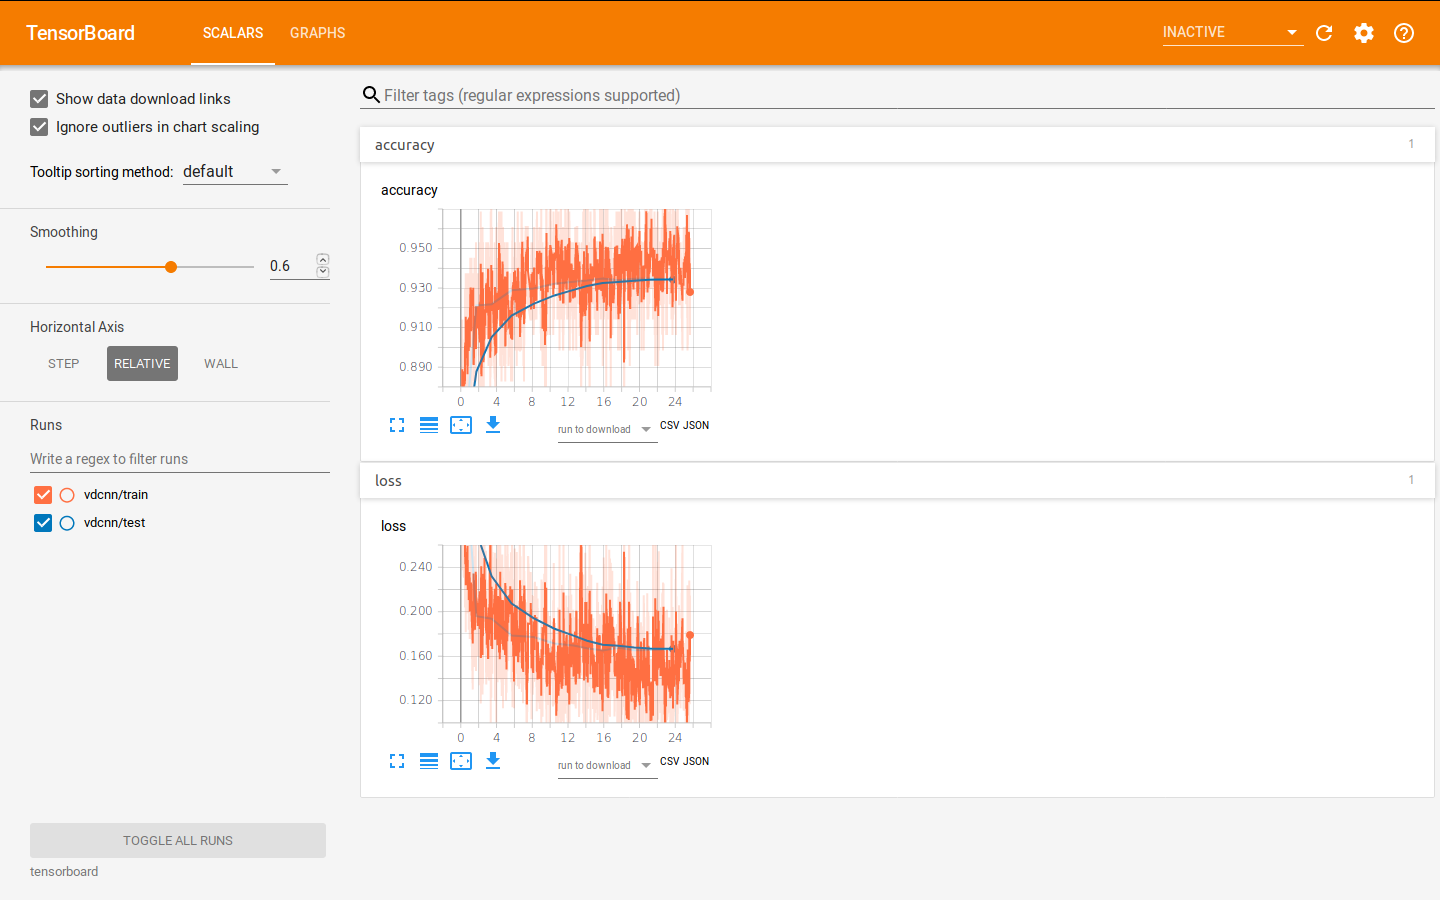 TensorBoard SCALARS GRAPHS INACTIVE
Show data download links
Ignore outliers in chart scaling
Tooltip sorting method: default
Smoothing
0.6
Horizontal Axis
STEP RELATIVE WALL
Runs
Write a regex to filter runs
vdcnn/train
vdcnn/test
TOGGLE ALL RUNS
tensorboard
Filter tags (regular expressions supported)
accuracy 1
accuracy
0.950
0.930
0.910
0.890
0 4 8 12 16 20 24
run to download CSV JSON
loss 1
loss
0.240
0.200
0.160
0.120
0 4 8 12 16 20 24
run to download CSV JSON